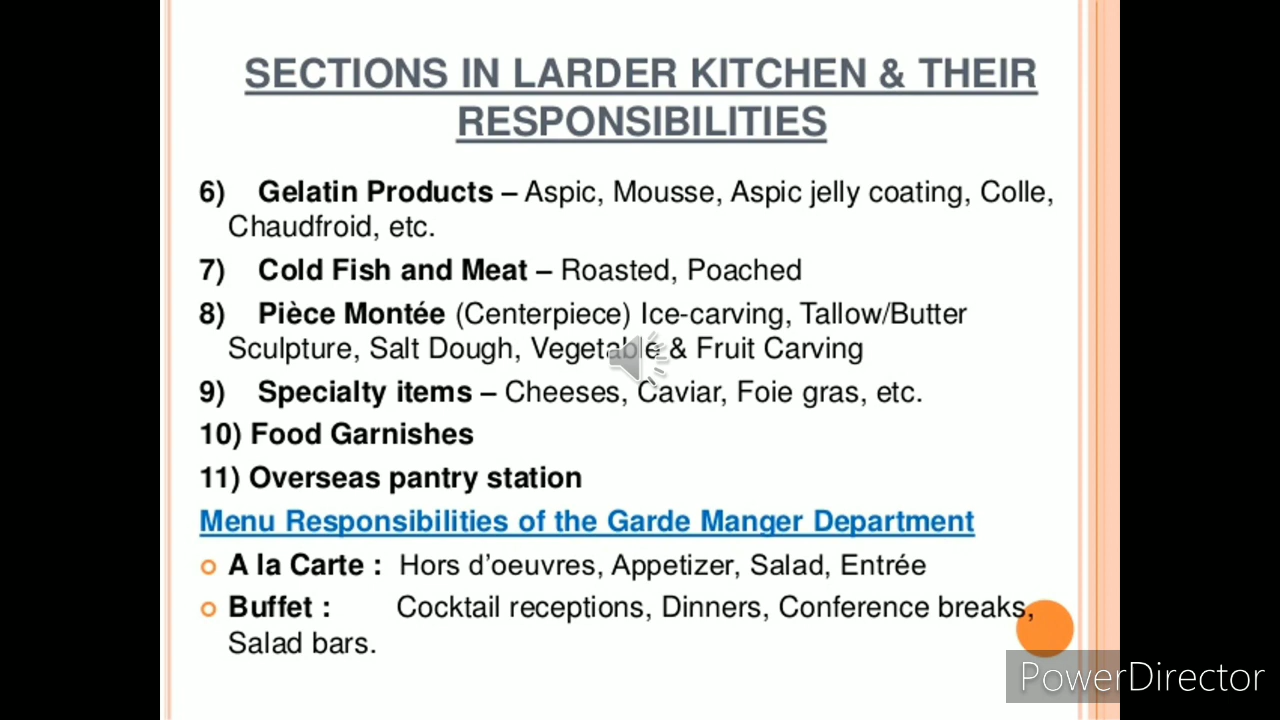 SECTIONS IN LARDER KITCHEN & THEIR
RESPONSIBILITIES
6) Gelatin Products – Aspic, Mousse, Aspic jelly coating, Colle,
Chaudfroid, etc.
7) Cold Fish and Meat – Roasted, Poached
8) Pièce Montée (Centerpiece) Ice-carving, Tallow/Butter
Sculpture, Salt Dough, Vegetable & Fruit Carving
9) Specialty items – Cheeses, Caviar, Foie gras, etc.
10) Food Garnishes
11) Overseas pantry station
Menu Responsibilities of the Garde Manger Department
A la Carte : Hors d’oeuvres, Appetizer, Salad, Entrée
Buffet : Cocktail receptions, Dinners, Conference breaks,
Salad bars.
PowerDirector